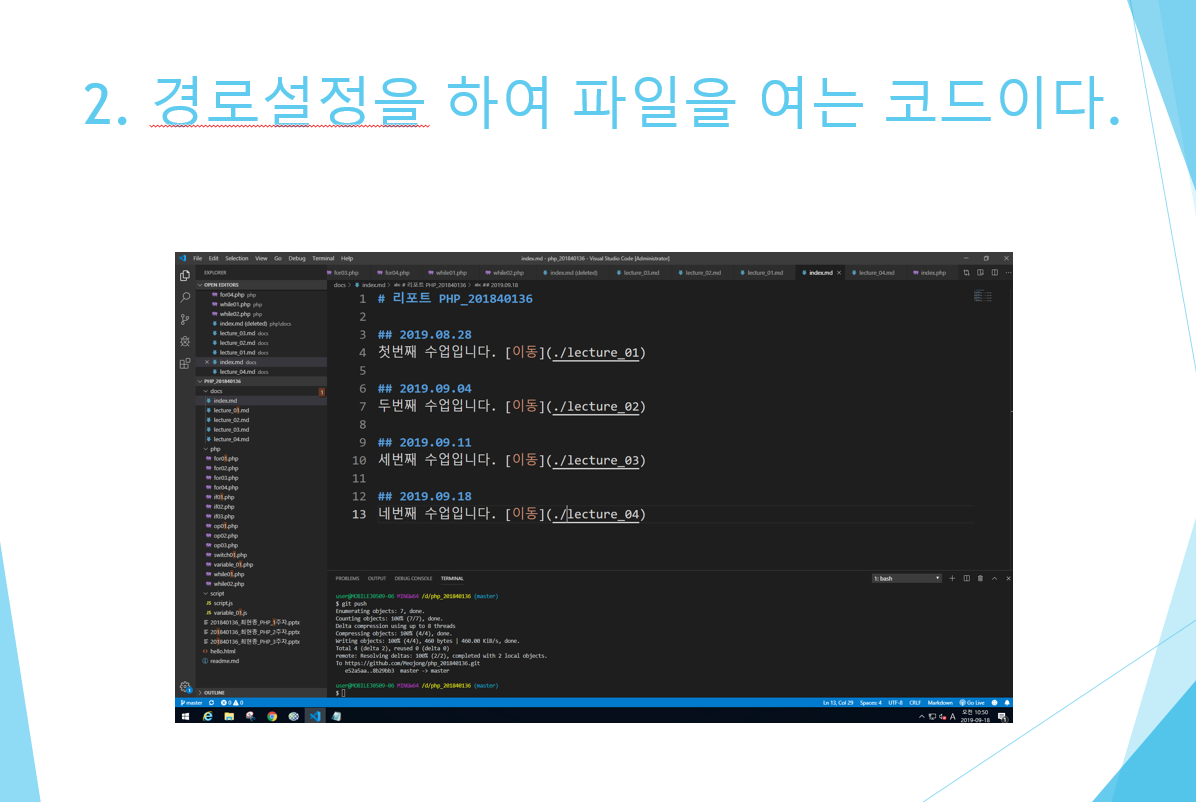 2. 경로설정을 하여 파일을 여는 코드이다.
File Edit Selection View Go Debug Terminal Help
index.md - php_201840136 - Visual Studio Code [Administrator]
EXPLORER
for03.php for04.php while01.php while02.php index.md (deleted) lecture_03.md lecture_02.md lecture_01.md index.md lecture_04.md index.php
OPEN EDITORS
for04.php php
while01.php php
while02.php php
index.md (deleted) php\docs
lecture_03.md docs
lecture_02.md docs
lecture_01.md docs
index.md docs
lecture_04.md docs
PHP_201840136
docs
index.md
lecture_01.md
lecture_02.md
lecture_03.md
lecture_04.md
php
for01.php
for02.php
for03.php
for04.php
if01.php
if02.php
if03.php
op01.php
op02.php
op03.php
switch01.php
variable_01.php
while01.php
while02.php
script
script.js
variable_01.js
201840136_최현종_PHP_1주차.pptx
201840136_최현종_PHP_2주차.pptx
201840136_최현종_PHP_3주차.pptx
hello.html
readme.md
OUTLINE
docs > index.md > # 리포트 PHP_201840136 > ## 2019.09.18
1 # 리포트 PHP_201840136
2
3 ## 2019.08.28
4 첫번째 수업입니다. [이동](./lecture_01)
5
6 ## 2019.09.04
7 두번째 수업입니다. [이동](./lecture_02)
8
9 ## 2019.09.11
10 세번째 수업입니다. [이동](./lecture_03)
11
12 ## 2019.09.18
13 네번째 수업입니다. [이동](./lecture_04)
PROBLEMS OUTPUT DEBUG CONSOLE TERMINAL
1: bash
user@MOBILE30509-06 MINGW64 /d/php_201840136 (master)
$ git push
Enumerating objects: 7, done.
Counting objects: 100% (7/7), done.
Delta compression using up to 8 threads
Compressing objects: 100% (4/4), done.
Writing objects: 100% (4/4), 460 bytes | 460.00 KiB/s, done.
Total 4 (delta 2), reused 0 (delta 0)
remote: Resolving deltas: 100% (2/2), completed with 2 local objects.
To https://github.com/Meojong/php_201840136.git
e52a5aa..8b29bb3 master -> master
user@MOBILE30509-06 MINGW64 /d/php_201840136 (master)
$
master 0 0
Ln 13, Col 29 Spaces: 4 UTF-8 CRLF Markdown Go Live
A 오전 10:50
2019-09-18